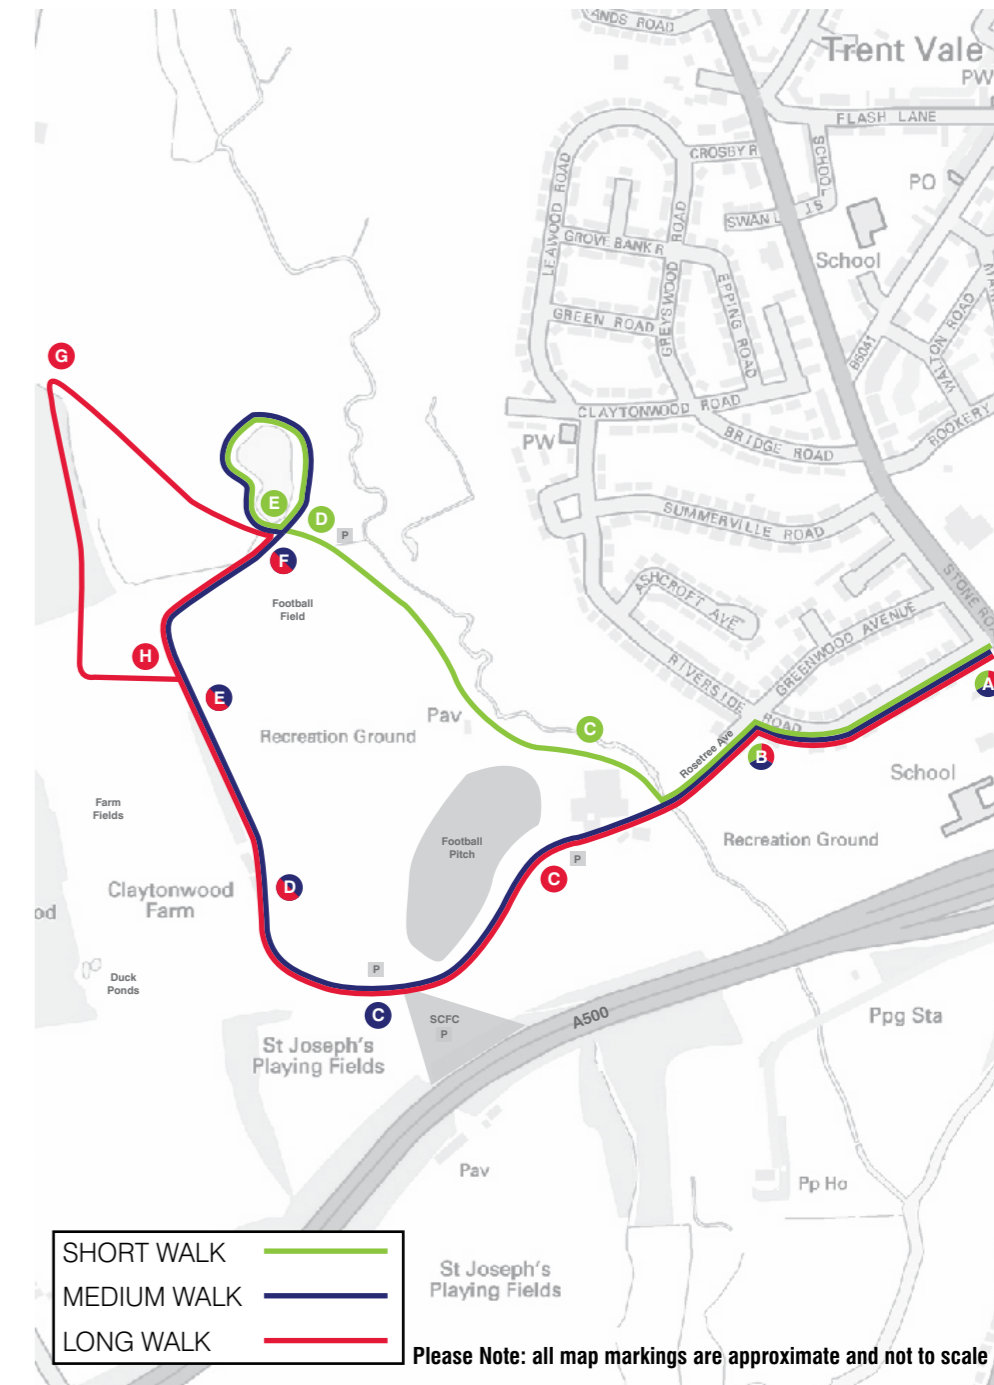 ANDS ROAD
Trent Vale
PW
FLASH LANE
CROSBY R
SCHOOL
PO
LEAWOOD ROAD
SWAN L
ST
GROVE BANK R
GREYSWOOD ROAD
School
EPPING ROAD
GREEN ROAD
B5041
WALTON ROAD
G
CLAYTONWOOD ROAD
ROOKERY
BRIDGE ROAD
PW
E
D
P
SUMMERVILLE ROAD
F
STONE RO
ASHCROFT AVE
Football
Field
GREENWOOD AVENUE
H
RIVERSIDE ROAD
E
A
Pav
C
Recreation Ground
Rosetree Ave
B
School
Farm
Fields
Football
Pitch
Recreation Ground
P
C
Claytonwood
Farm
D
od
P
Duck
Ponds
C
SCFC
P
A500
Ppg Sta
St Joseph's
Playing Fields
Pav
Pp Ho
SHORT WALK
MEDIUM WALK
LONG WALK
St Joseph's
Playing Fields
Please Note: all map markings are approximate and not to scale